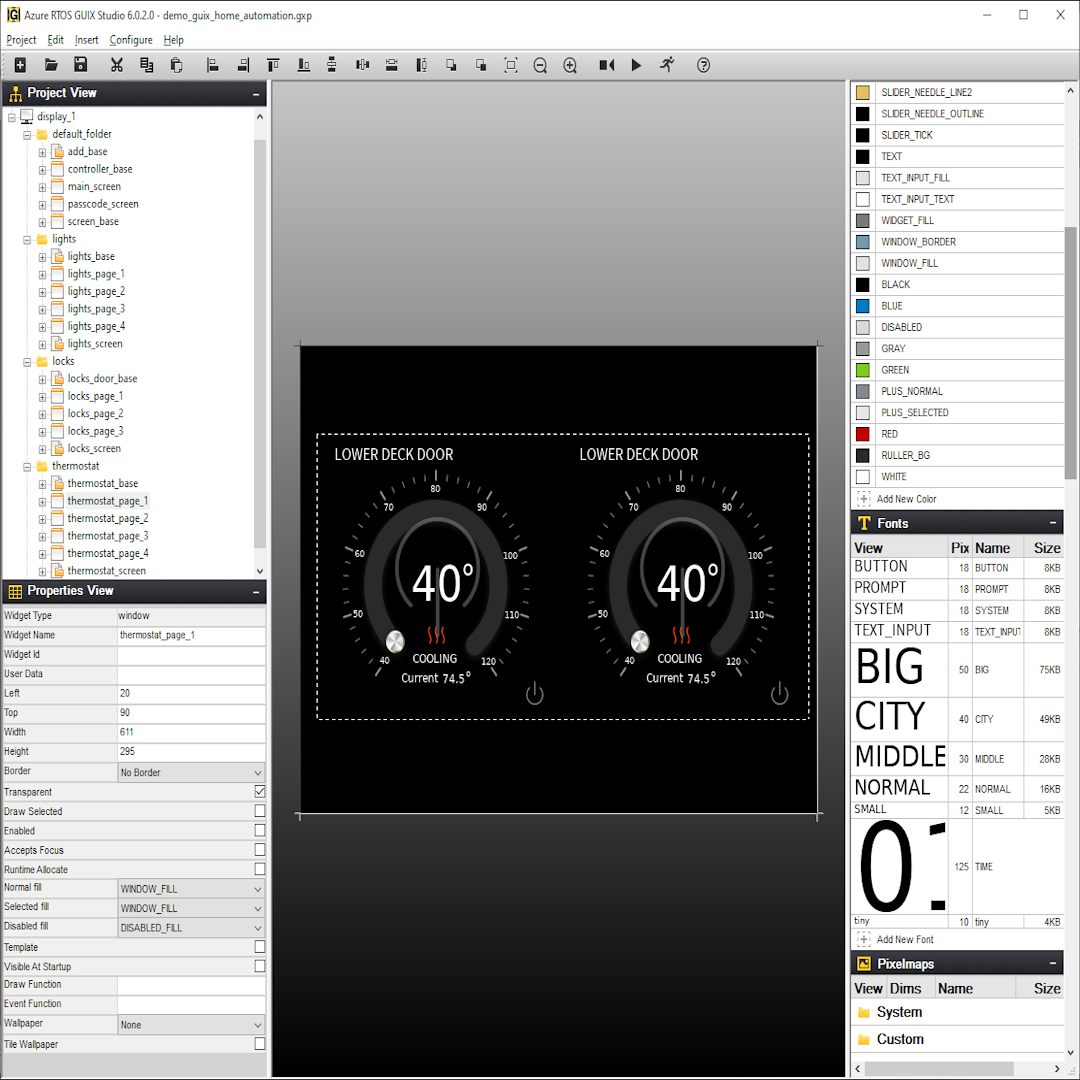 Azure RTOS GUIX Studio 6.0.2.0 - demo_guix_home_automation.gxp
Project Edit Insert Configure Help
Project View
display_1
default_folder
add_base
controller_base
main_screen
passcode_screen
screen_base
lights
lights_base
lights_page_1
lights_page_2
lights_page_3
lights_page_4
lights_screen
locks
locks_door_base
locks_page_1
locks_page_2
locks_page_3
locks_screen
thermostat
thermostat_base
thermostat_page_1
thermostat_page_2
thermostat_page_3
thermostat_page_4
thermostat_screen
Properties View
Widget Type window
Widget Name thermostat_page_1
Widget Id
User Data
Left 20
Top 90
Width 611
Height 295
Border No Border
Transparent
Draw Selected
Enabled
Accepts Focus
Runtime Allocate
Normal fill WINDOW_FILL
Selected fill WINDOW_FILL
Disabled fill DISABLED_FILL
Template
Visible At Startup
Draw Function
Event Function
Wallpaper None
Tile Wallpaper
LOWER DECK DOOR
80
70 90
60 100
40°
50 110
40 COOLING 120
Current 74.5°
LOWER DECK DOOR
80
70 90
60 100
40°
50 110
40 COOLING 120
Current 74.5°
SLIDER_NEEDLE_LINE2
SLIDER_NEEDLE_OUTLINE
SLIDER_TICK
TEXT
TEXT_INPUT_FILL
TEXT_INPUT_TEXT
WIDGET_FILL
WINDOW_BORDER
WINDOW_FILL
BLACK
BLUE
DISABLED
GRAY
GREEN
PLUS_NORMAL
PLUS_SELECTED
RED
RULLER_BG
WHITE
Add New Color
Fonts
View Pix Name Size
BUTTON 18 BUTTON 8KB
PROMPT 18 PROMPT 8KB
SYSTEM 18 SYSTEM 8KB
TEXT_INPUT 18 TEXT_INPUT 8KB
BIG 50 BIG 75KB
CITY 40 CITY 49KB
MIDDLE 30 MIDDLE 28KB
NORMAL 22 NORMAL 16KB
SMALL 12 SMALL 5KB
01 125 TIME
tiny 10 tiny 4KB
Add New Font
Pixelmaps
View Dims Name Size
System
Custom